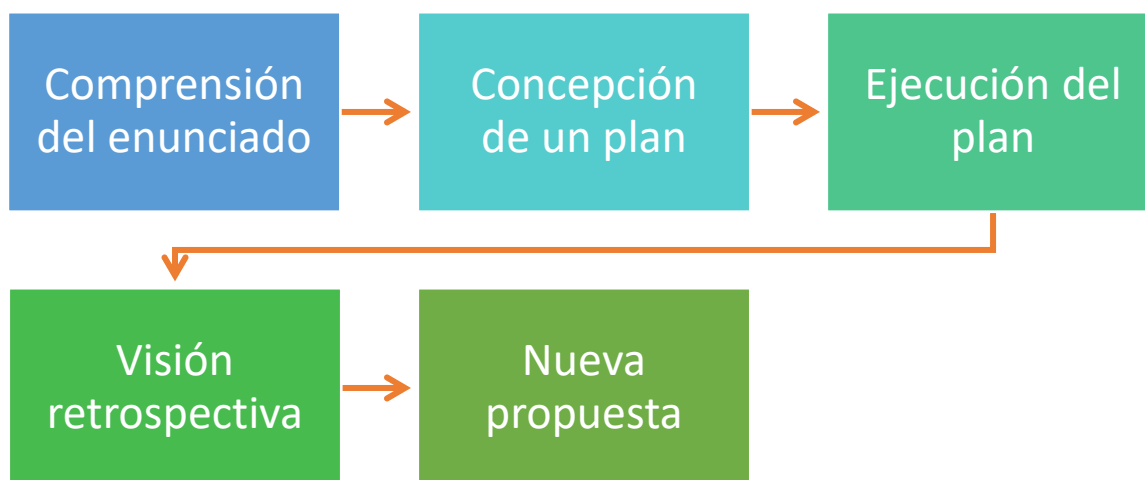 Comprensión
del enunciado
Concepción
de un plan
Ejecución del
plan
Visión
retrospectiva
Nueva
propuesta